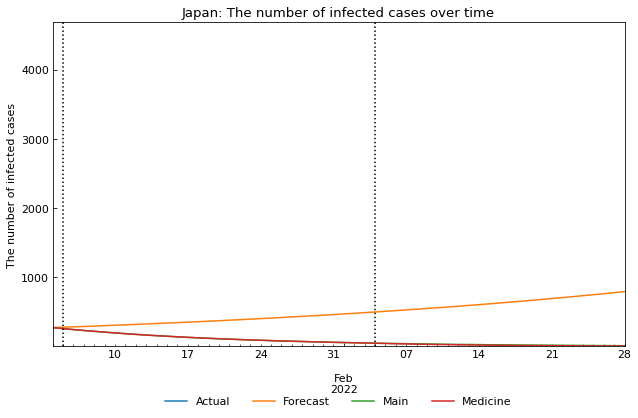 Japan: The number of infected cases over time
The number of infected cases
4000
3000
2000
1000
10 17 24 31 07 14 21 28
Feb
2022
Actual Forecast Main Medicine